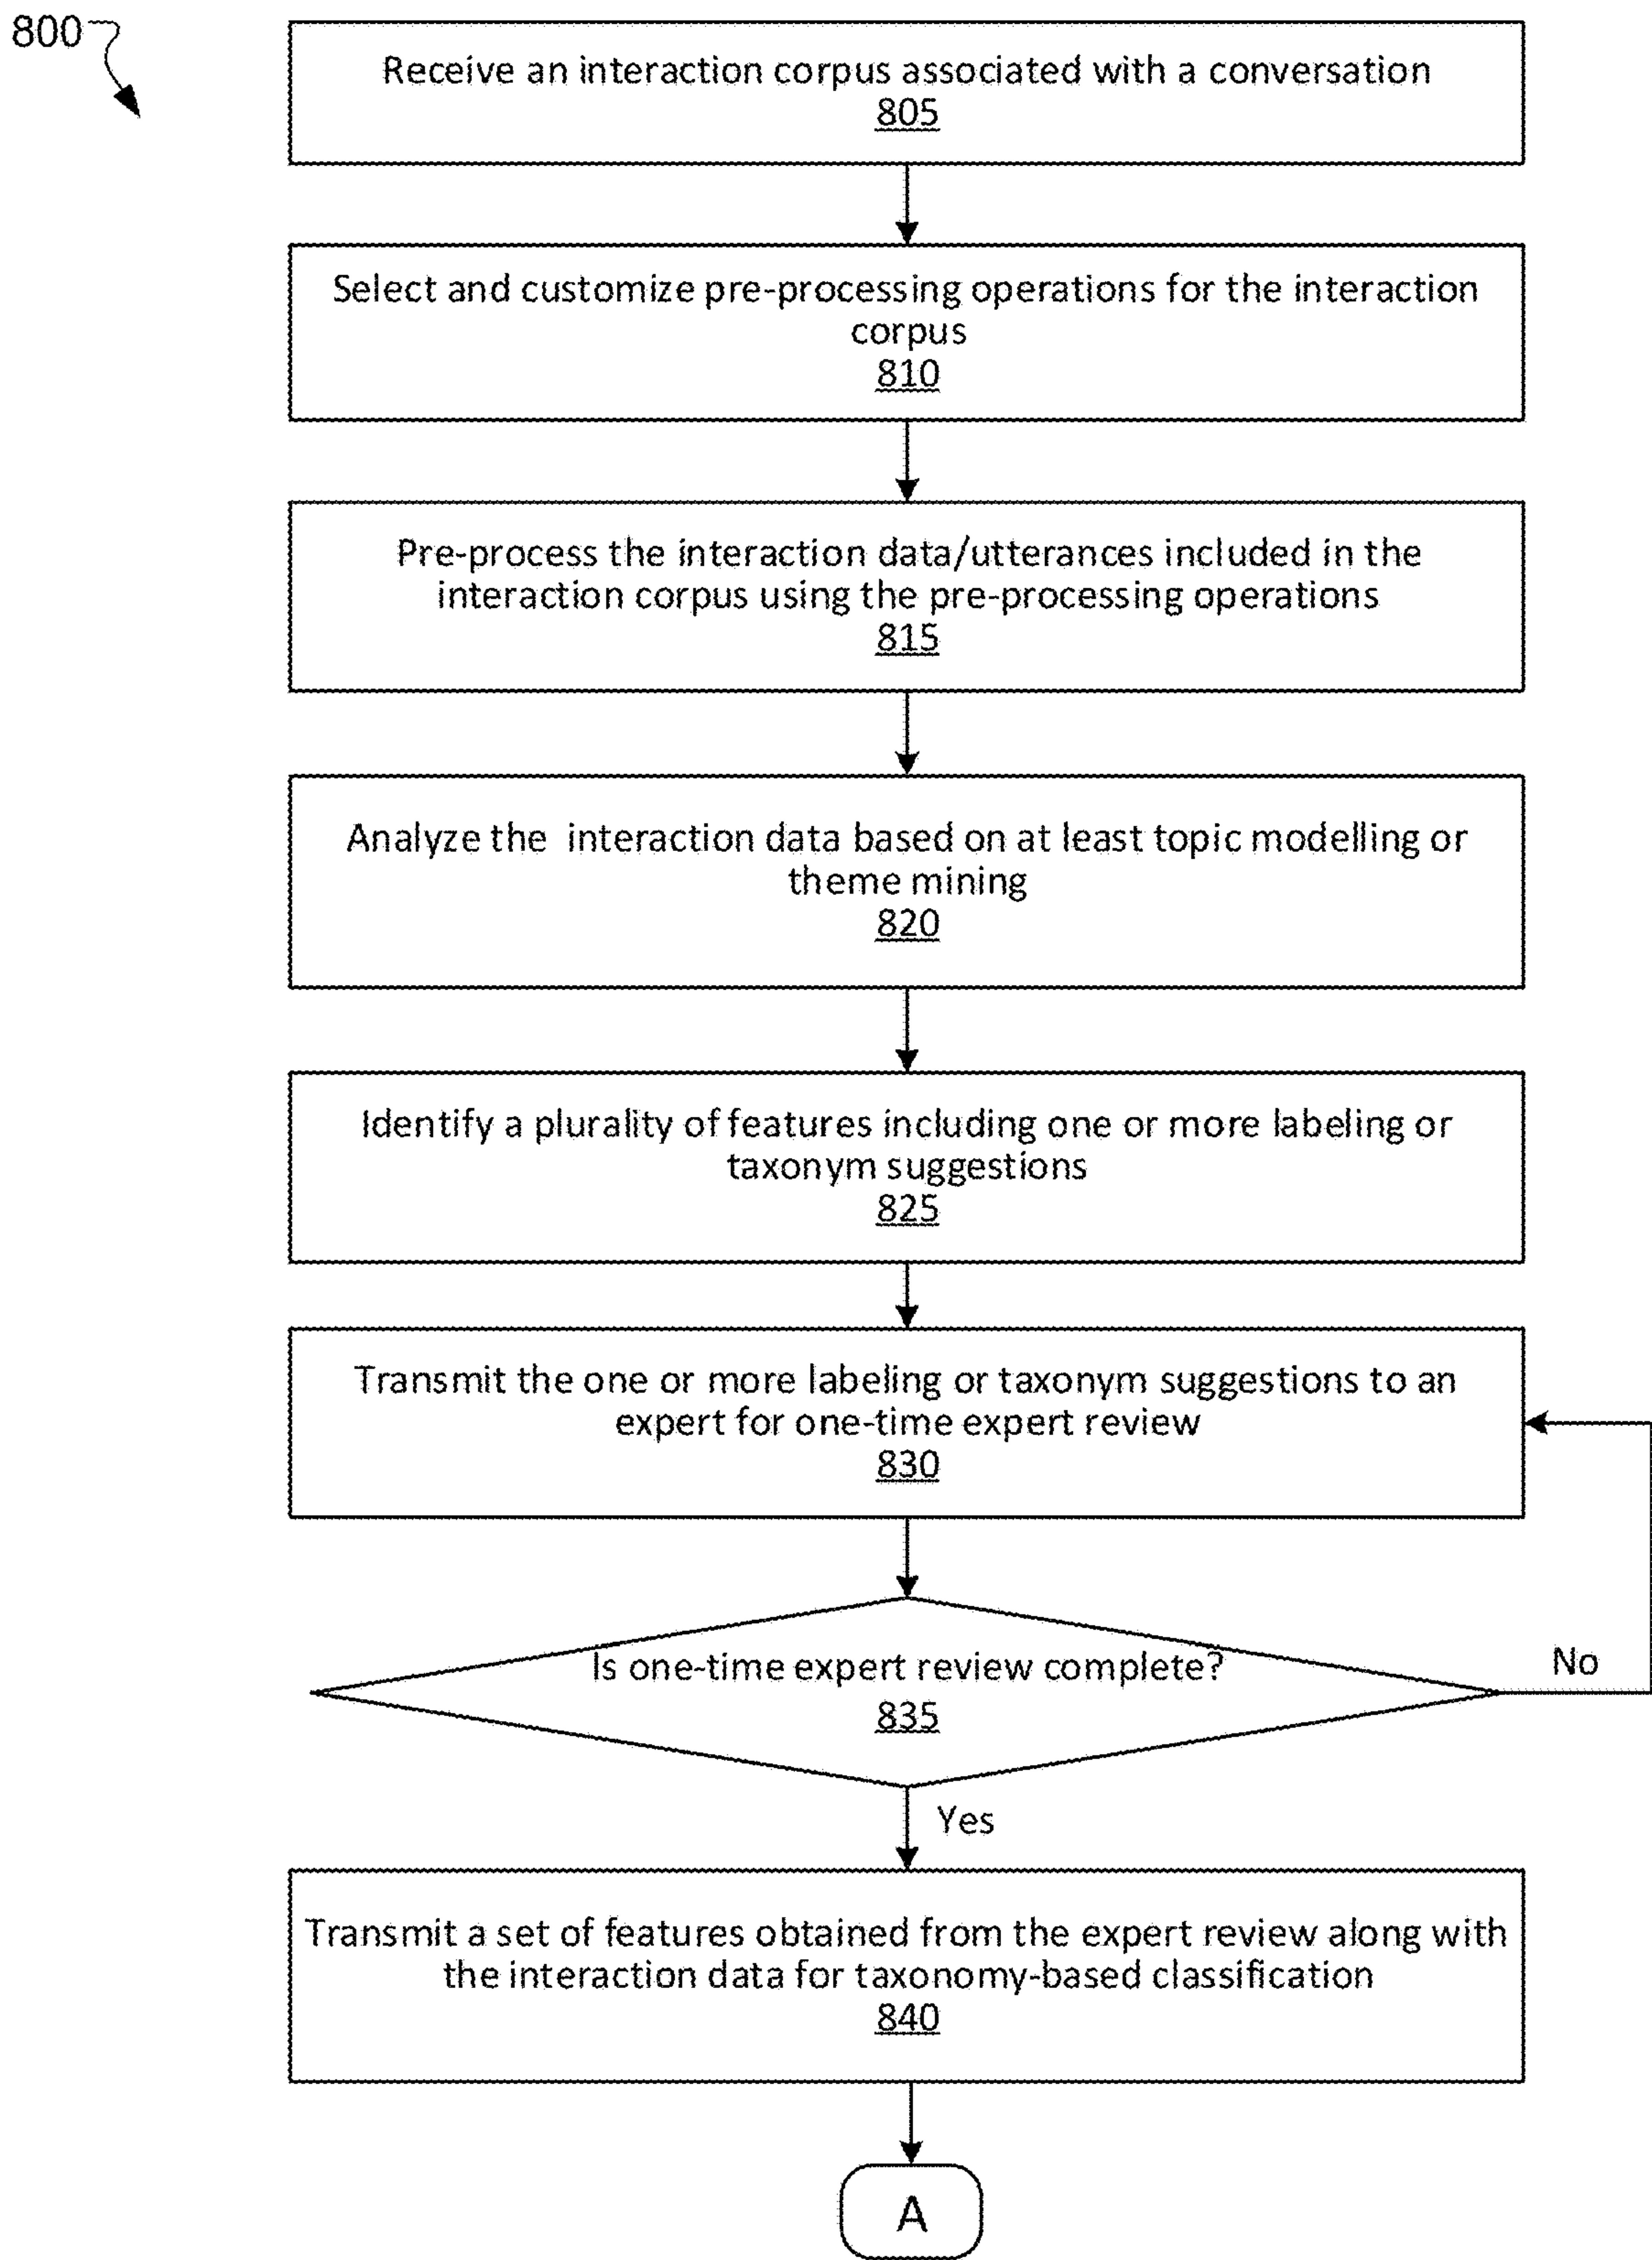 800
Receive an interaction corpus associated with a conversation
805
Select and customize pre-processing operations for the interaction
corpus
810
Pre-process the interaction data/utterances included in the
interaction corpus using the pre-processing operations
815
Analyze the interaction data based on at least topic modelling or
theme mining
820
Identify a plurality of features including one or more labeling or
taxonym suggestions
825
Transmit the one or more labeling or taxonym suggestions to an
expert for one-time expert review
830
Is one-time expert review complete?
835
No
Yes
Transmit a set of features obtained from the expert review along with
the interaction data for taxonomy-based classification
840
A